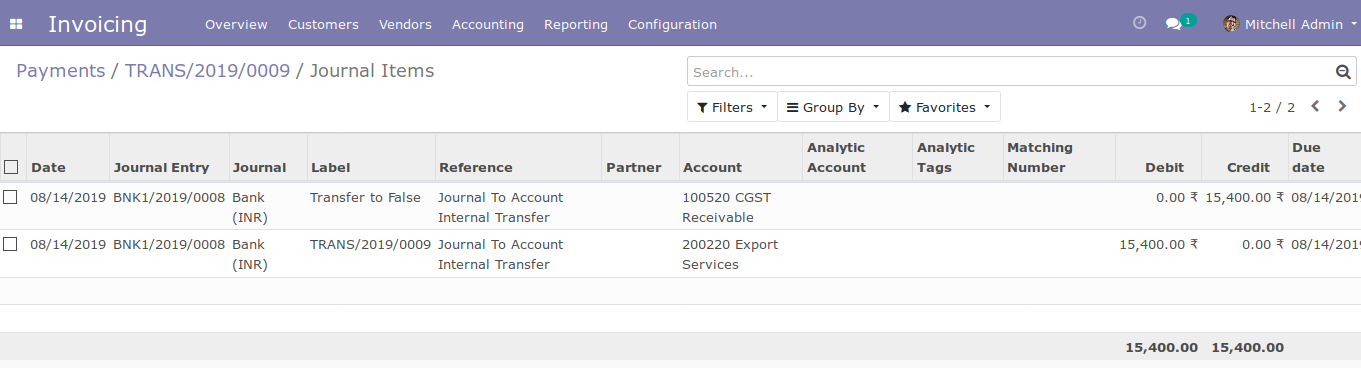 Invoicing Overview Customers Vendors Accounting Reporting Configuration 1 Mitchell Admin
Payments / TRANS/2019/0009 / Journal Items
Search...
Filters Group By Favorites 1-2 / 2
Date Journal Entry Journal Label Reference Partner Account Analytic Account Analytic Tags Matching Number Debit Credit Due date
08/14/2019 BNK1/2019/0008 Bank (INR) Transfer to False Journal To Account Internal Transfer 100520 CGST Receivable 0.00 ₹ 15,400.00 ₹ 08/14/201
08/14/2019 BNK1/2019/0008 Bank (INR) TRANS/2019/0009 Journal To Account Internal Transfer 200220 Export Services 15,400.00 ₹ 0.00 ₹ 08/14/201
15,400.00 15,400.00